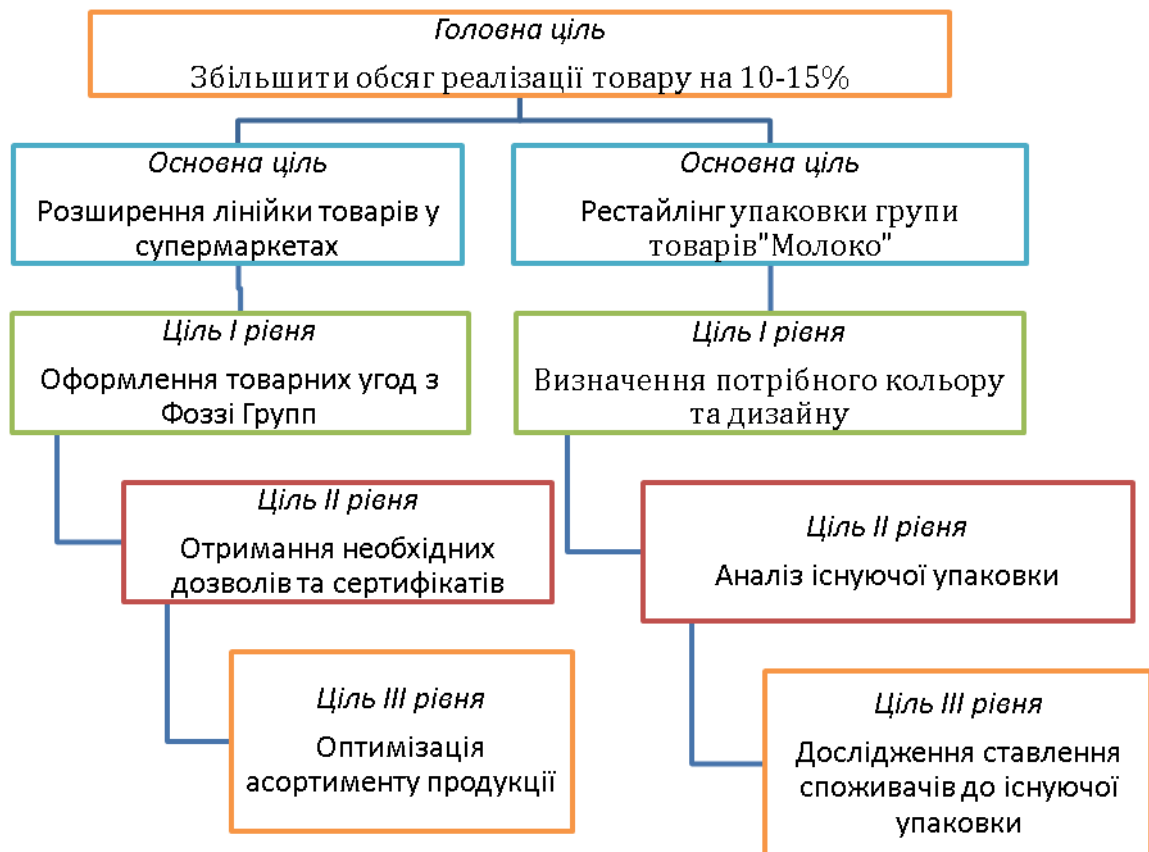 Головна ціль
Збільшити обсяг реалізації товару на 10-15%
Основна ціль
Розширення лінійки товарів у
супермаркетах
Основна ціль
Рестайлінг упаковки групи
товарів"Молоко"
Ціль I рівня
Оформлення товарних угод з
Фоззі Групп
Ціль I рівня
Визначення потрібного кольору
та дизайну
Ціль II рівня
Отримання необхідних
дозволів та сертифікатів
Ціль II рівня
Аналіз існуючої упаковки
Ціль III рівня
Оптимізація
асортименту продукції
Ціль III рівня
Дослідження ставлення
споживачів до існуючої
упаковки